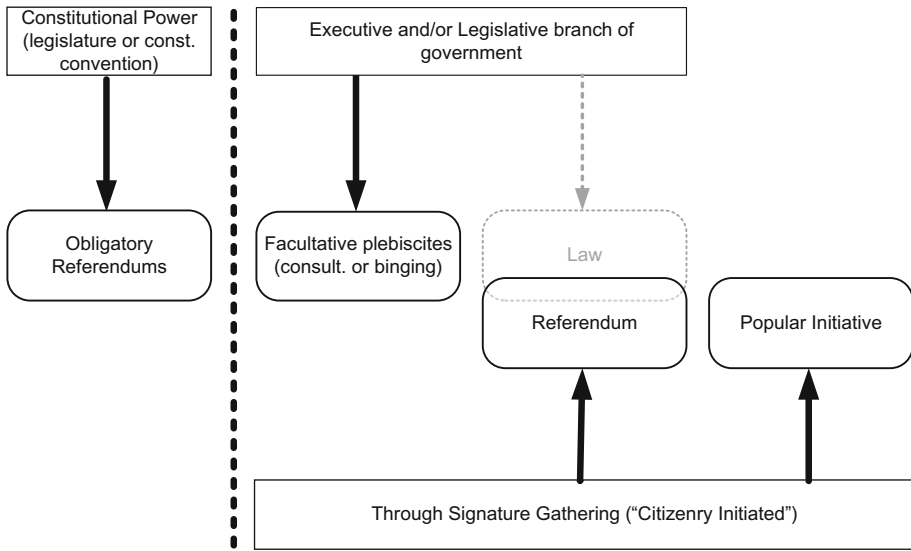 Constitutional Power
(legislature or const.
convention)
Executive and/or Legislative branch of
government
Obligatory
Referendums
Facultative plebiscites
(consult. or binging)
Law
Referendum
Popular Initiative
Through Signature Gathering (“Citizenry Initiated”)